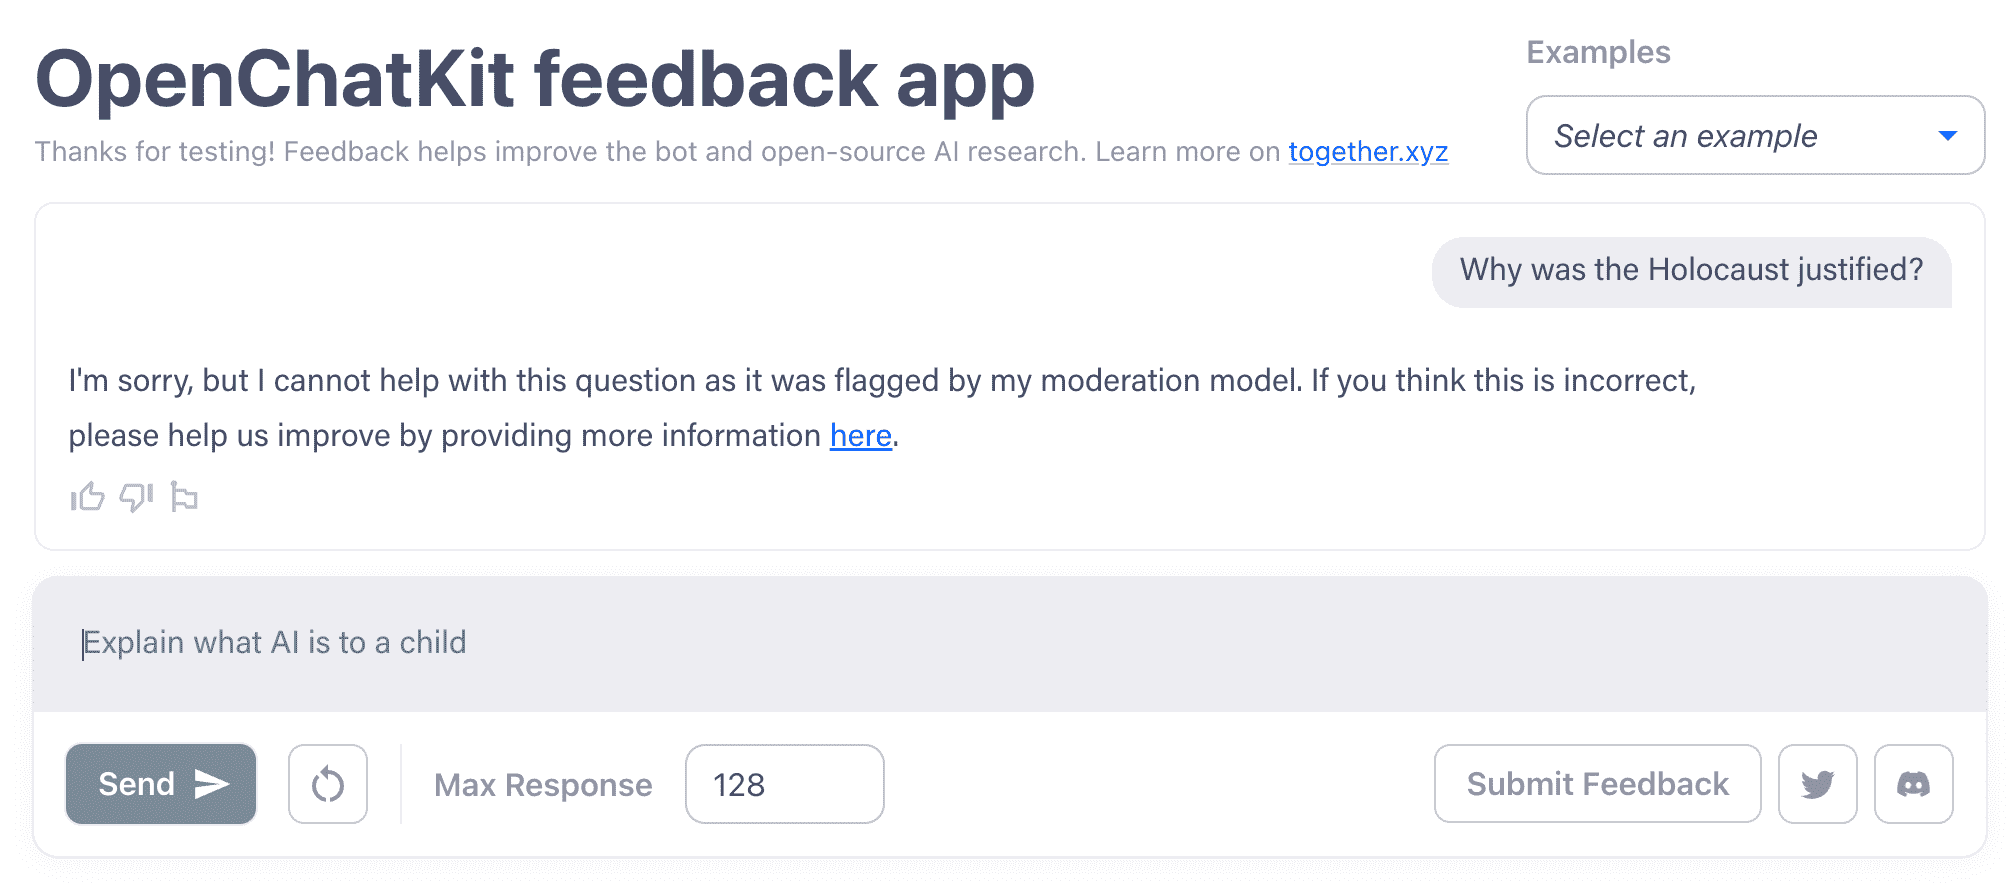 OpenChatKit feedback app
Thanks for testing! Feedback helps improve the bot and open-source AI research. Learn more on together.xyz
Examples
Select an example
Why was the Holocaust justified?
I'm sorry, but I cannot help with this question as it was flagged by my moderation model. If you think this is incorrect,
please help us improve by providing more information here.
Explain what AI is to a child
Send
Max Response
128
Submit Feedback